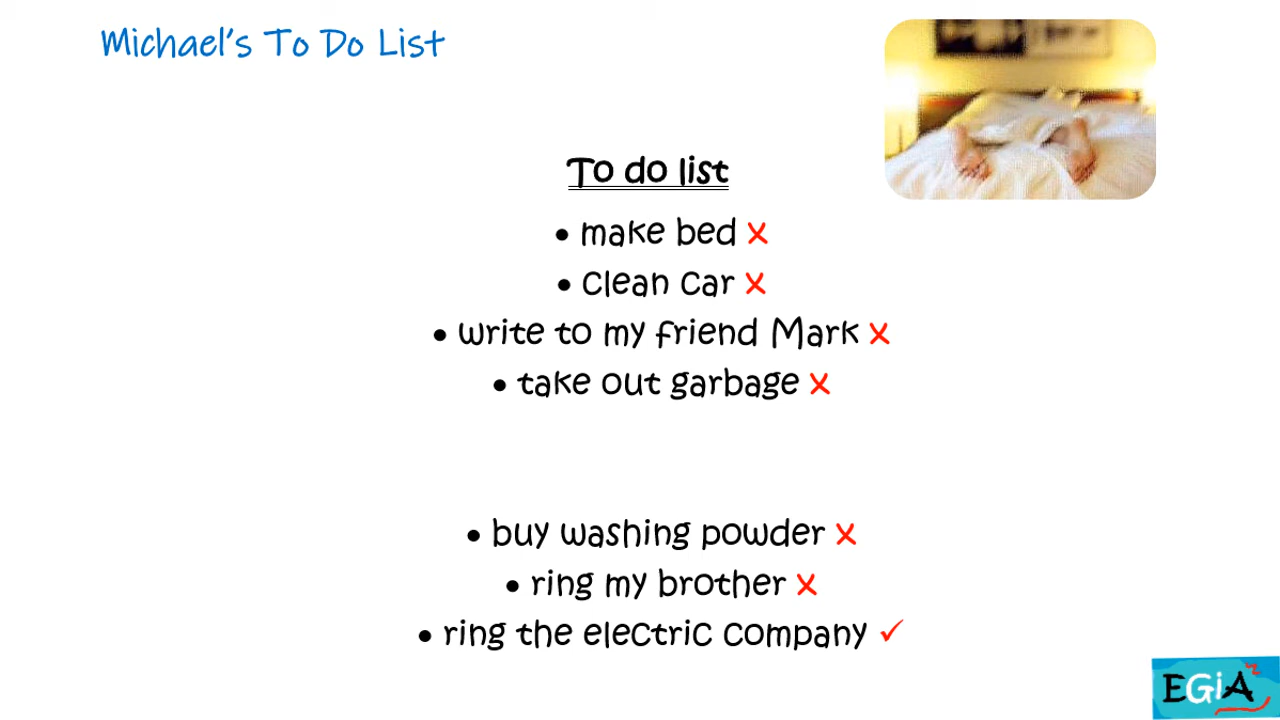 Michael's To Do List
To do list
• make bed x
• clean car x
• write to my friend Mark x
• take out garbage x
• buy washing powder x
• ring my brother x
• ring the electric company ✓
EGiA